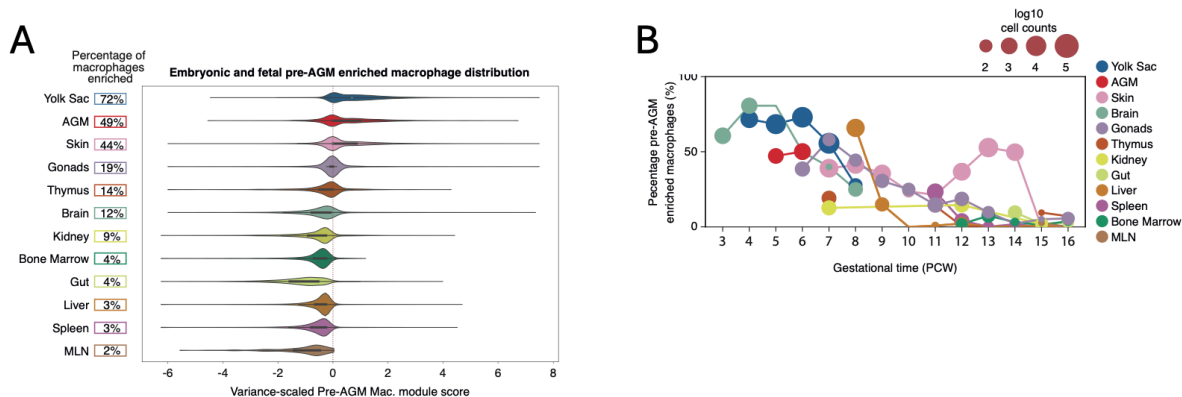 A
Percentage of
macrophages
enriched
Embryonic and fetal pre-AGM enriched macrophage distribution
Yolk Sac 72%
AGM 49%
Skin 44%
Gonads 19%
Thymus 14%
Brain 12%
Kidney 9%
Bone Marrow 4%
Gut 4%
Liver 3%
Spleen 3%
MLN 2%
-6 -4 -2 0 2 4 6 8
Variance-scaled Pre-AGM Mac. module score
B
log10
cell counts
2 3 4 5
Pecentage pre-AGM
enriched macrophages (%)
100
50
0
3 4 5 6 7 8 9 10 11 12 13 14 15 16
Gestational time (PCW)
Yolk Sac
AGM
Skin
Brain
Gonads
Thymus
Kidney
Gut
Liver
Spleen
Bone Marrow
MLN